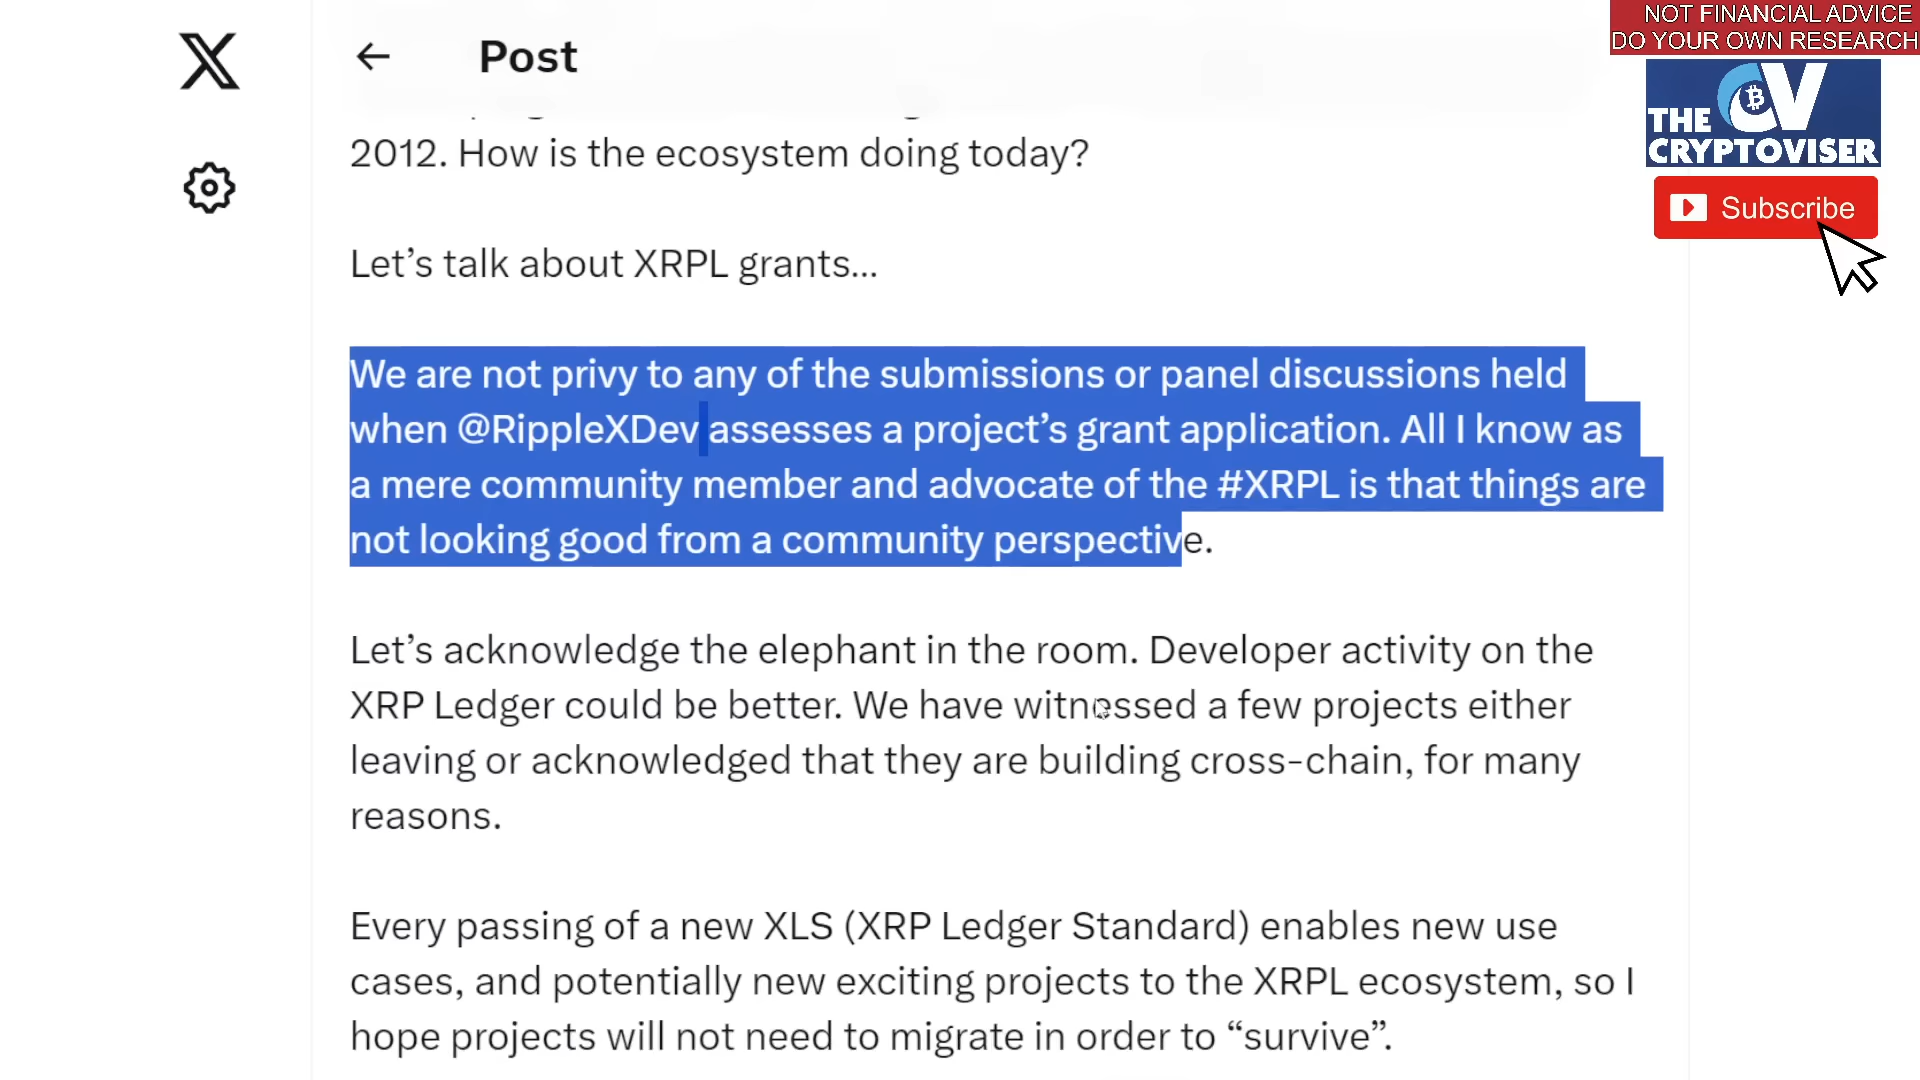 NOT FINANCIAL ADVICE
DO YOUR OWN RESEARCH
Post
THE CV
CRYPTOVISER
Subscribe
2012. How is the ecosystem doing today?
Let’s talk about XRPL grants...
We are not privy to any of the submissions or panel discussions held
when @RippleXDev assesses a project’s grant application. All I know as
a mere community member and advocate of the #XRPL is that things are
not looking good from a community perspective.
Let’s acknowledge the elephant in the room. Developer activity on the
XRP Ledger could be better. We have witnessed a few projects either
leaving or acknowledged that they are building cross-chain, for many
reasons.
Every passing of a new XLS (XRP Ledger Standard) enables new use
cases, and potentially new exciting projects to the XRPL ecosystem, so I
hope projects will not need to migrate in order to “survive”.